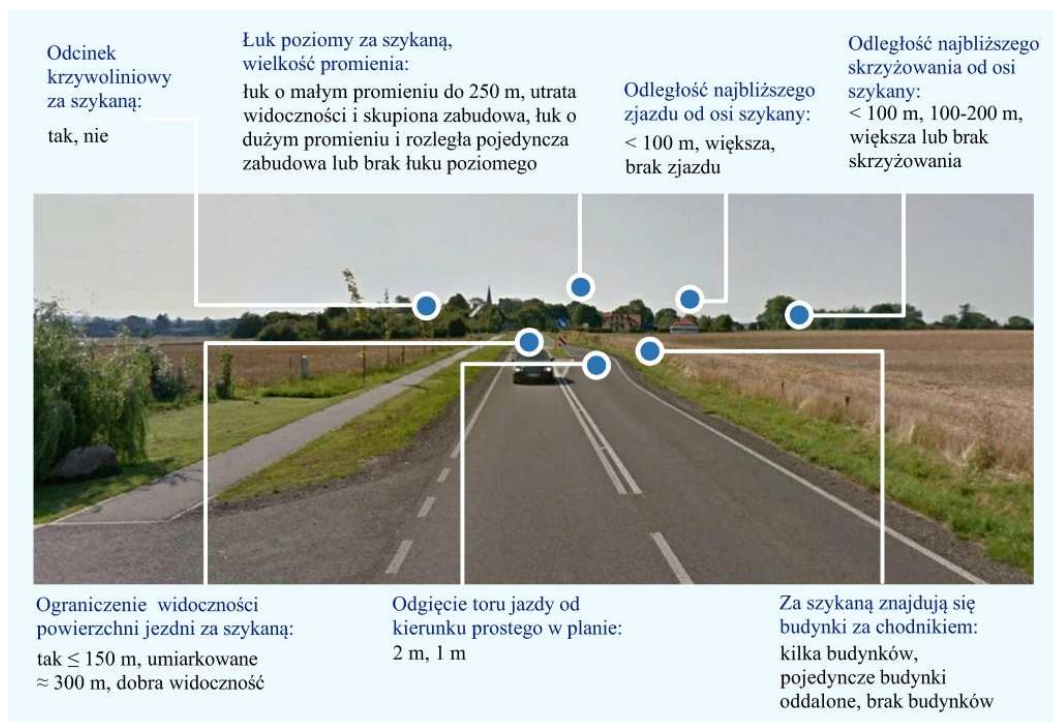 Odcinek
krzywoliniowy
za szykaną:
tak, nie
Łuk poziomy za szykaną,
wielkość promienia:
łuk o małym promieniu do 250 m, utrata
widoczności i skupiona zabudowa, łuk o
dużym promieniu i rozległa pojedyncza
zabudowa lub brak łuku poziomego
Odległość najbliższego
zjazdu od osi szykany:
< 100 m, większa,
brak zjazdu
Odległość najbliższego
skrzyżowania od osi
szykany:
< 100 m, 100-200 m,
większa lub brak
skrzyżowania
Ograniczenie widoczności
powierzchni jezdni za szykaną:
tak ≤ 150 m, umiarkowane
≈ 300 m, dobra widoczność
Odgięcie toru jazdy od
kierunku prostego w planie:
2 m, 1 m
Za szykaną znajdują się
budynki za chodnikiem:
kilka budynków,
pojedyncze budynki
oddalone, brak budynków